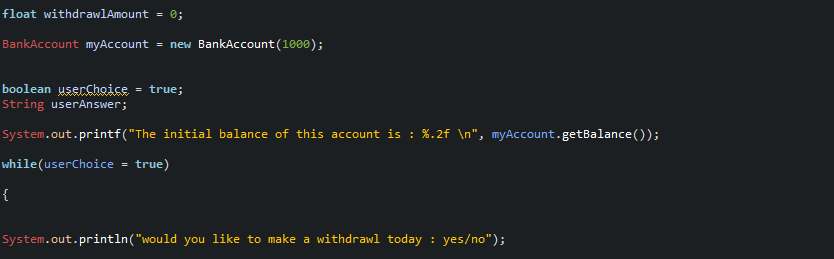 float withdrawlAmount = 0;
BankAccount myAccount = new BankAccount(1000);
boolean userChoice = true;
String userAnswer;
System.out.printf("The initial balance of this account is : %.2f \n", myAccount.getBalance());
while(userChoice = true)
{
System.out.println("would you like to make a withdrawl today : yes/no");